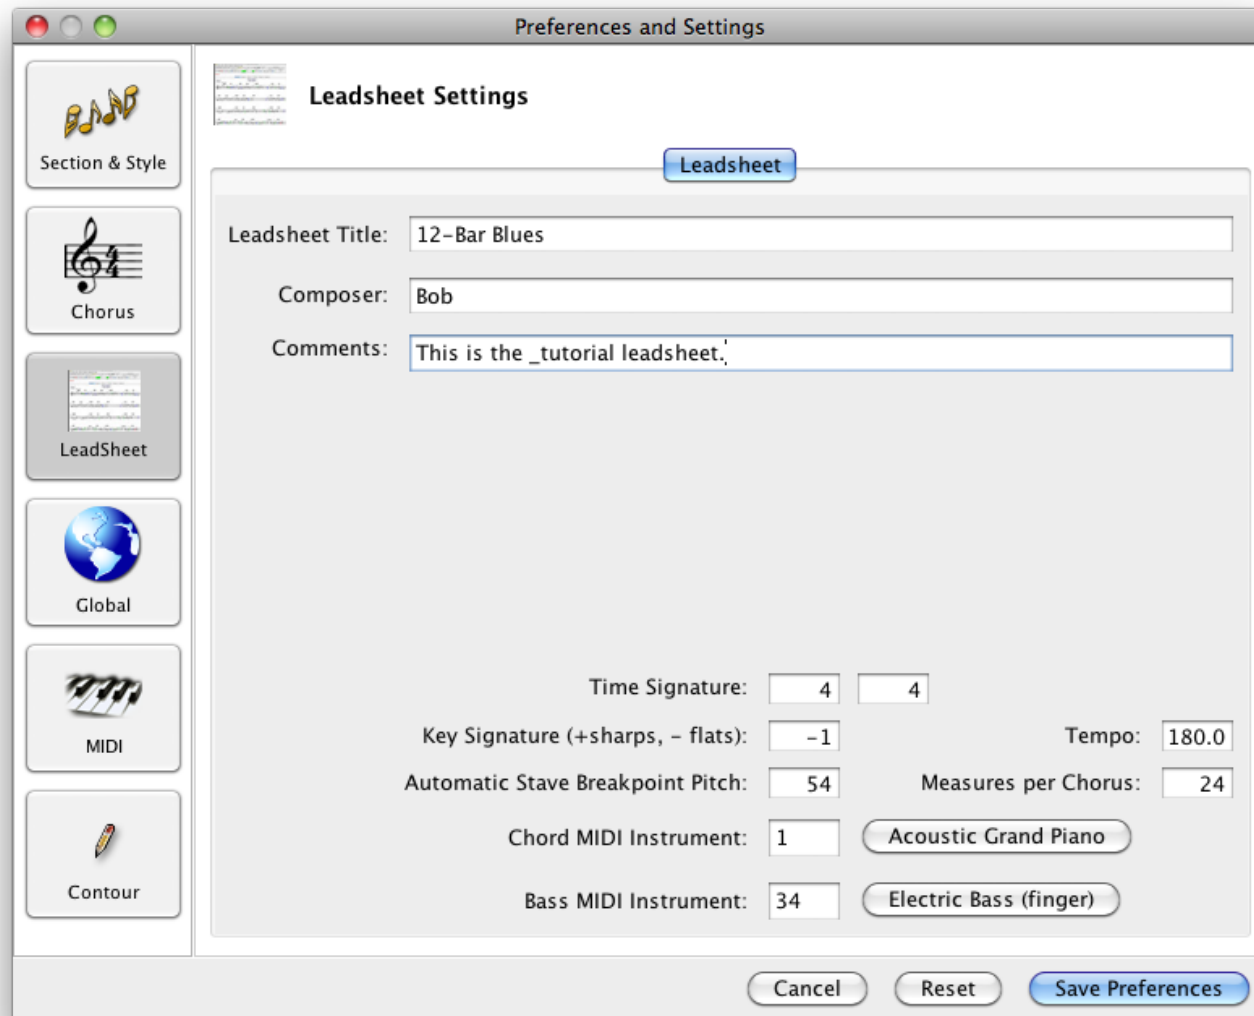 Preferences and Settings
Section & Style
Chorus
LeadSheet
Global
MIDI
Contour
Leadsheet Settings
Leadsheet
Leadsheet Title: 12-Bar Blues
Composer: Bob
Comments: This is the _tutorial leadsheet.
Time Signature: 4 4
Key Signature (+sharps, - flats): -1 Tempo: 180.0
Automatic Stave Breakpoint Pitch: 54 Measures per Chorus: 24
Chord MIDI Instrument: 1 Acoustic Grand Piano
Bass MIDI Instrument: 34 Electric Bass (finger)
Cancel Reset Save Preferences